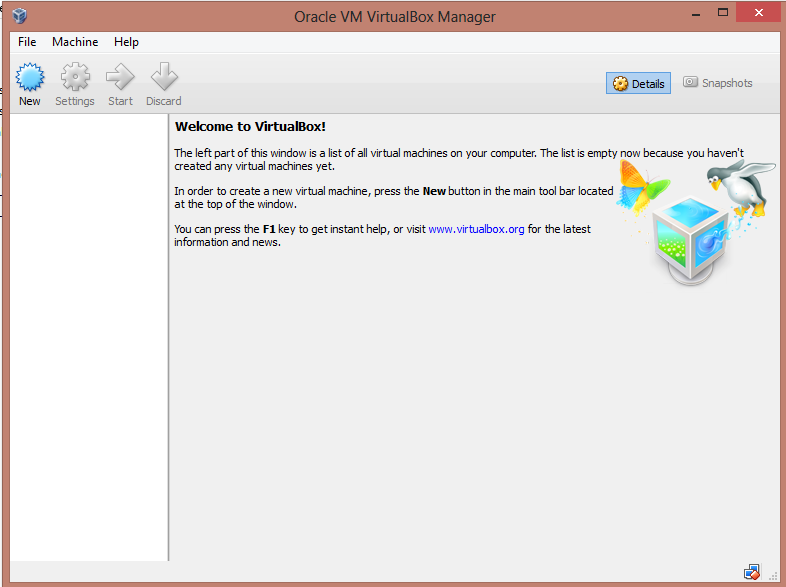 Oracle VM VirtualBox Manager
File Machine Help
New Settings Start Discard
Details Snapshots
Welcome to VirtualBox!
The left part of this window is a list of all virtual machines on your computer. The list is empty now because you haven't
created any virtual machines yet.
In order to create a new virtual machine, press the New button in the main tool bar located
at the top of the window.
You can press the F1 key to get instant help, or visit www.virtualbox.org for the latest
information and news.